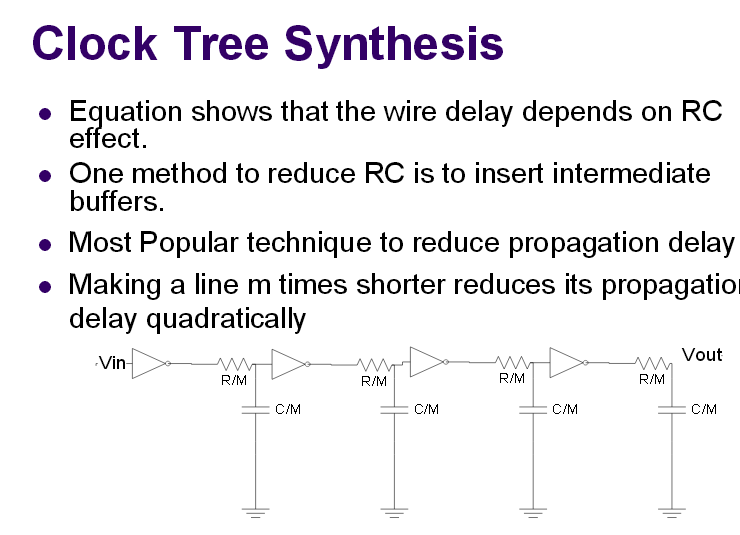 Clock Tree Synthesis
Equation shows that the wire delay depends on RC
effect.
One method to reduce RC is to insert intermediate
buffers.
Most Popular technique to reduce propagation delay
Making a line m times shorter reduces its propagatio
delay quadratically
Vin
Vout
R/M
R/M
R/M
R/M
C/M
C/M
C/M
C/M